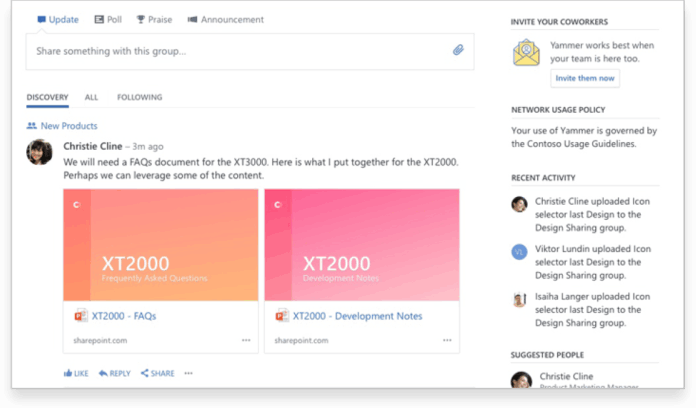 Update Poll Praise Announcement
Share something with this group...
DISCOVERY ALL FOLLOWING
New Products
Christie Cline – 3m ago
We will need a FAQs document for the XT3000. Here is what I put together for the XT2000.
Perhaps we can leverage some of the content.
XT2000
Frequently Asked Questions
XT2000 - FAQs
sharepoint.com
XT2000
Development Notes
XT2000 - Development Notes
sharepoint.com
LIKE REPLY SHARE
INVITE YOUR COWORKERS
Yammer works best when
your team is here too.
Invite them now
NETWORK USAGE POLICY
Your use of Yammer is governed by
the Contoso Usage Guidelines.
RECENT ACTIVITY
Christie Cline uploaded Icon
selector last Design to the
Design Sharing group.
VL
Viktor Lundin uploaded Icon
selector last Design to the
Design Sharing group.
Isaiha Langer uploaded Icon
selector last Design to the
Design Sharing group.
SUGGESTED PEOPLE
Christie Cline
Product Marketing Manager